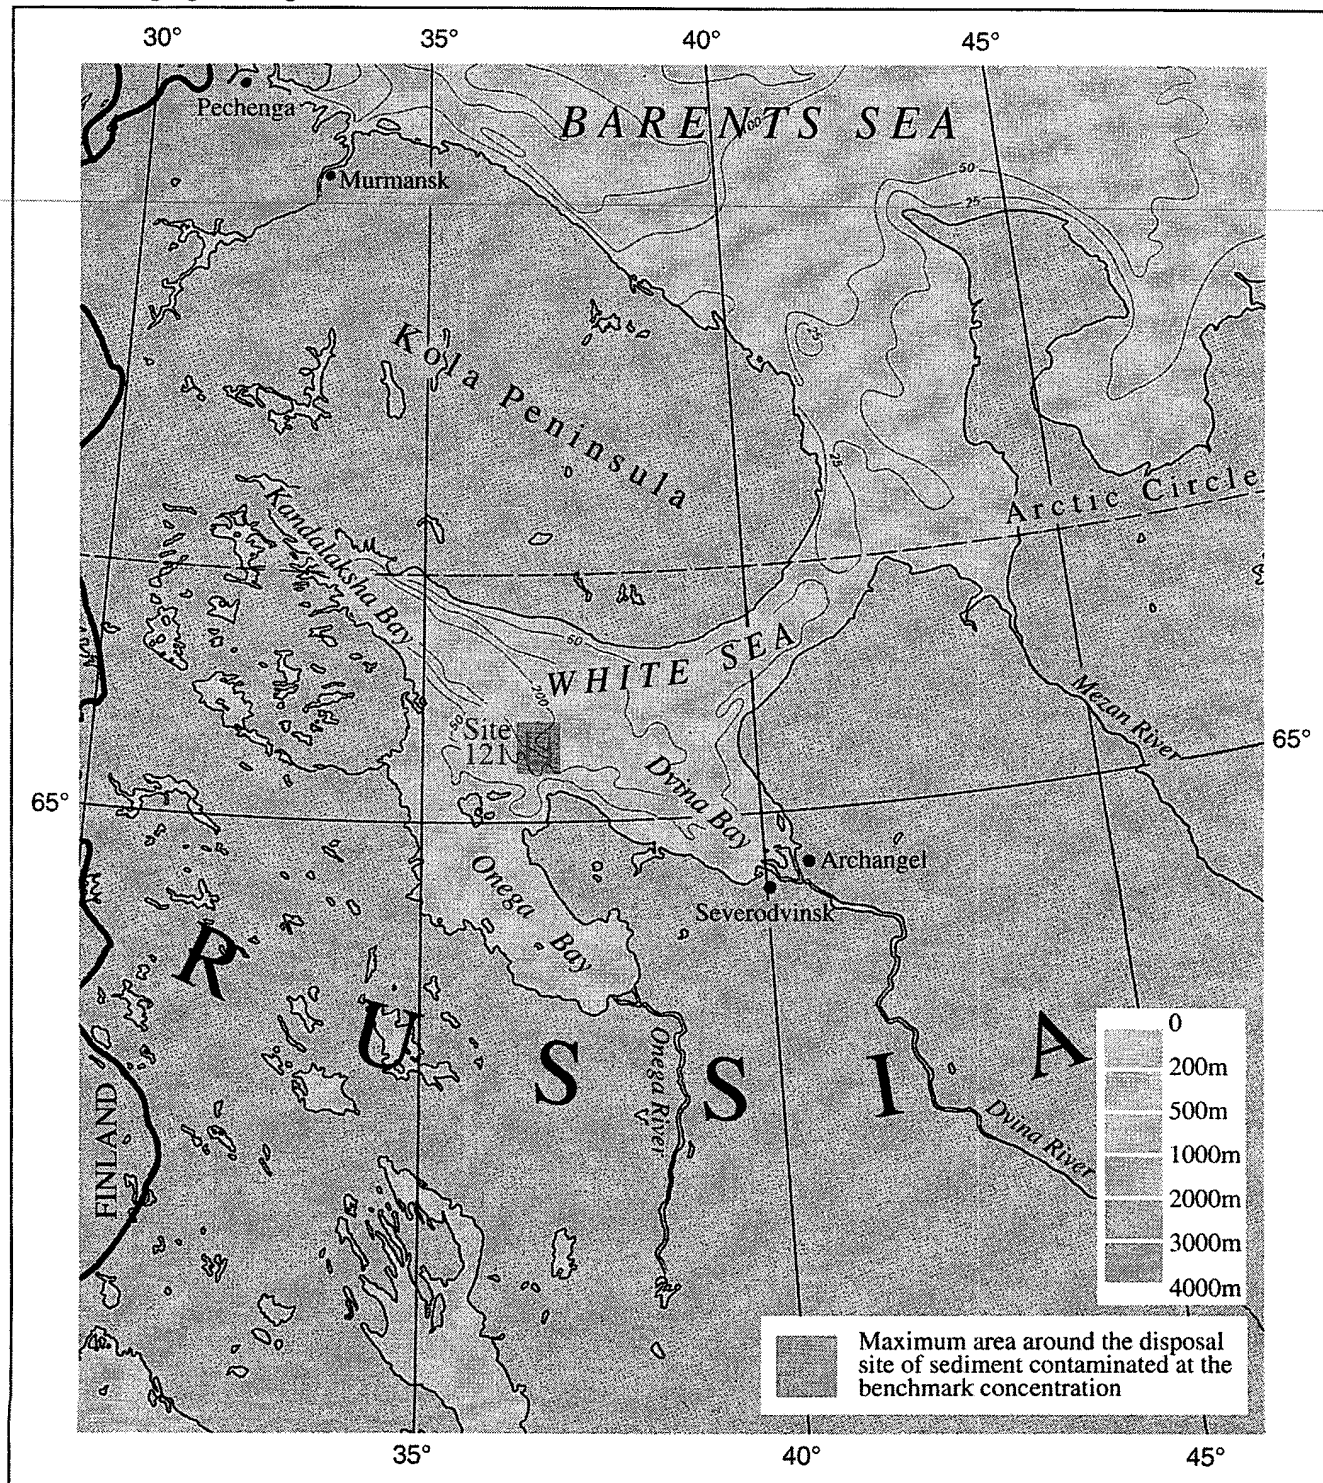 30° 35° 40° 45°
Pechenga
BARENTS SEA
100
Murmansk
50
25
25
Kola Peninsula
25
Arctic Circle
Kandalaksha Bay
50
WHITE SEA
200
50
Mezan River
Site
121
65°
Dvina Bay
65°
Archangel
Onega
Bay
Severodvinsk
RUSSIA
Onega River
Dvina River
FINLAND
0
200m
500m
1000m
2000m
3000m
4000m
Maximum area around the disposal
site of sediment contaminated at the
benchmark concentration
35° 40° 45°